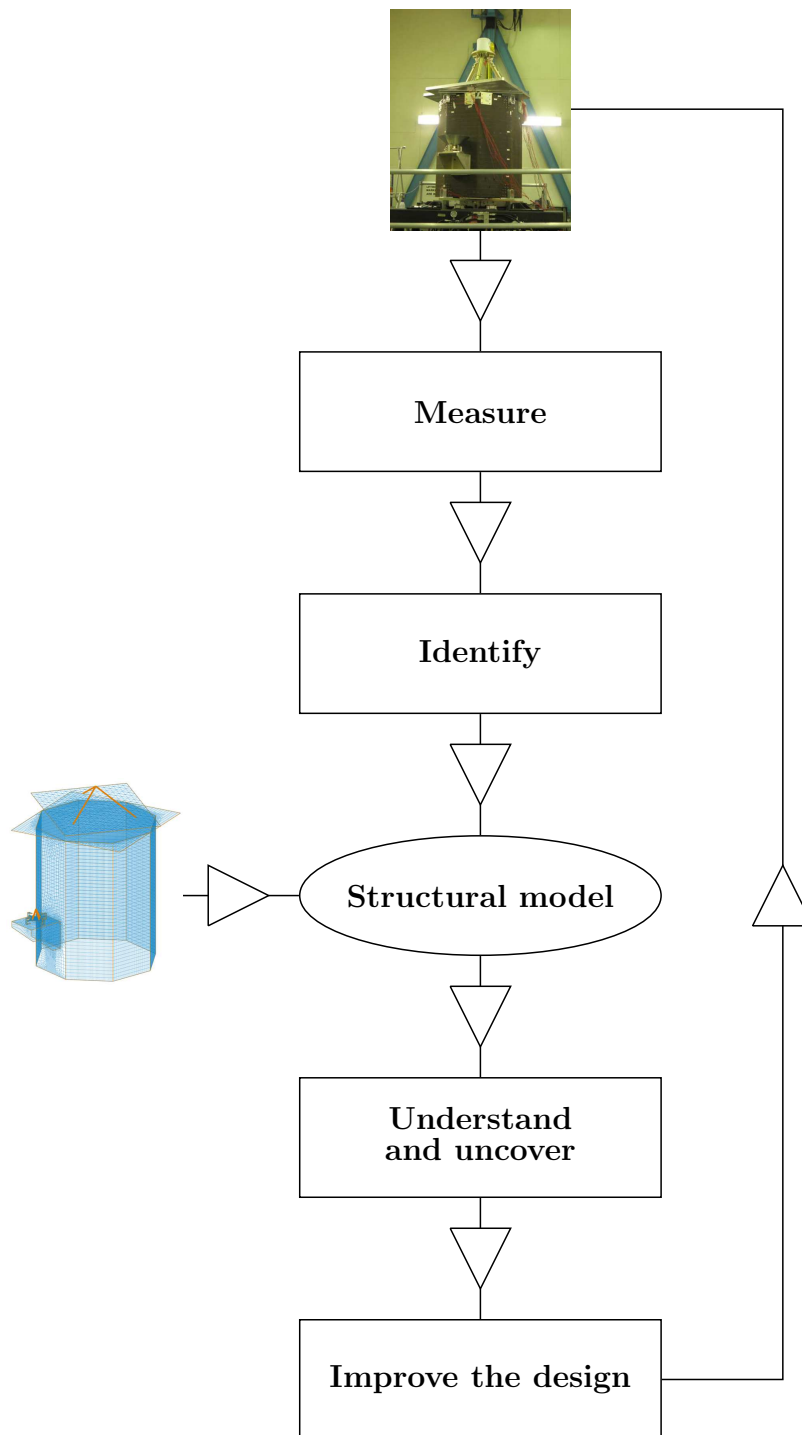 Measure
Identify
Structural model
Understand
and uncover
Improve the design